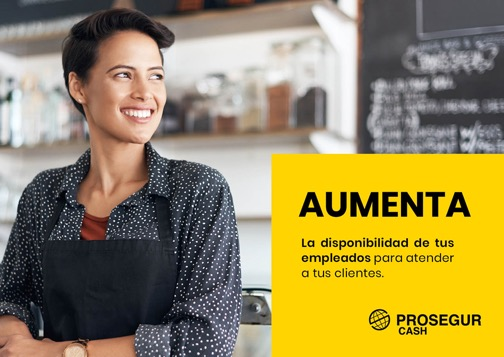 AUMENTA
La disponibilidad de tus
empleados para atender
a tus clientes.
PROSEGUR
CASH